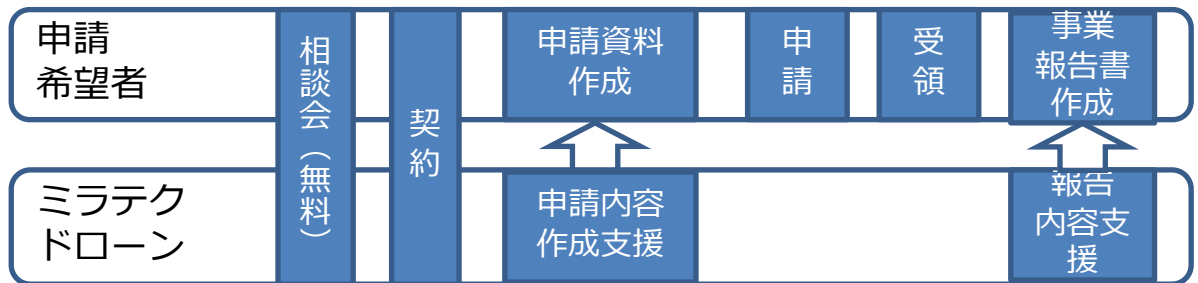 申請
希望者
相談会（無料）
契約
申請資料
作成
申請
受領
事業
報告書
作成
ミラテク
ドローン
申請内容
作成支援
報告
内容支
援